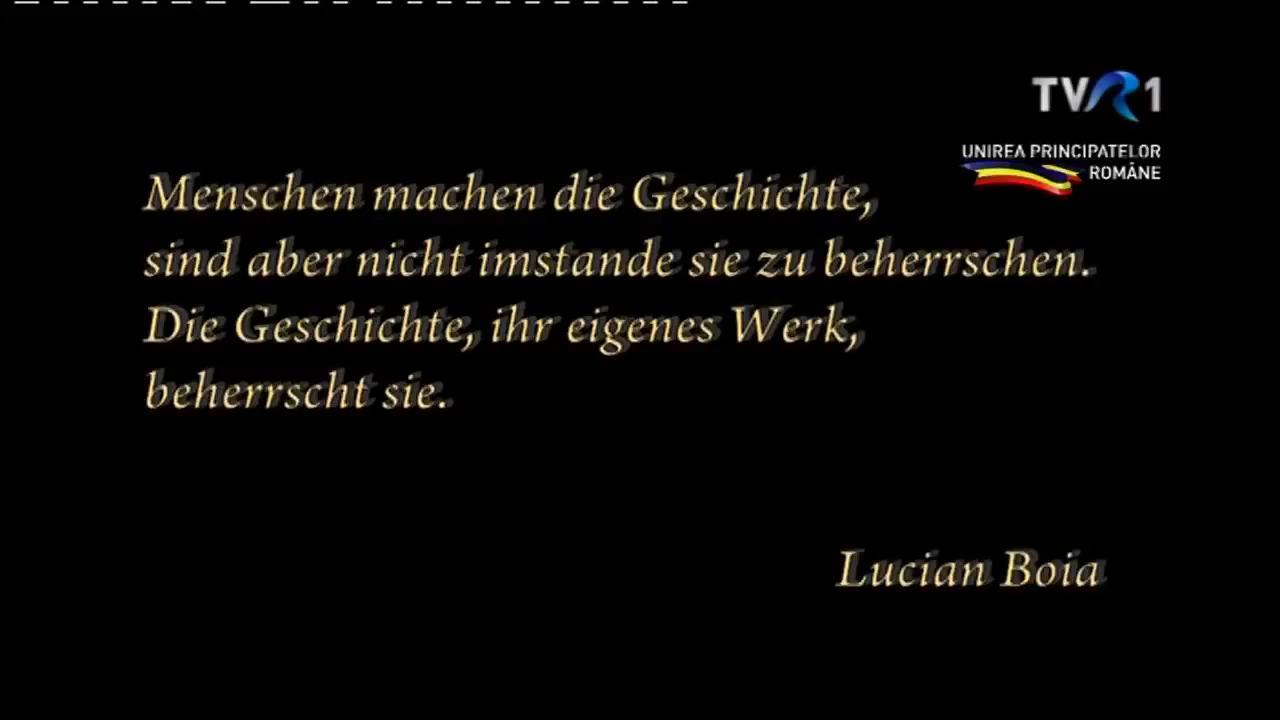 TVR1
UNIREA PRINCIPATELOR
ROMÂNE
Menschen machen die Geschichte,
sind aber nicht imstande sie zu beherrschen.
Die Geschichte, ihr eigenes Werk,
beherrscht sie.
Lucian Boia